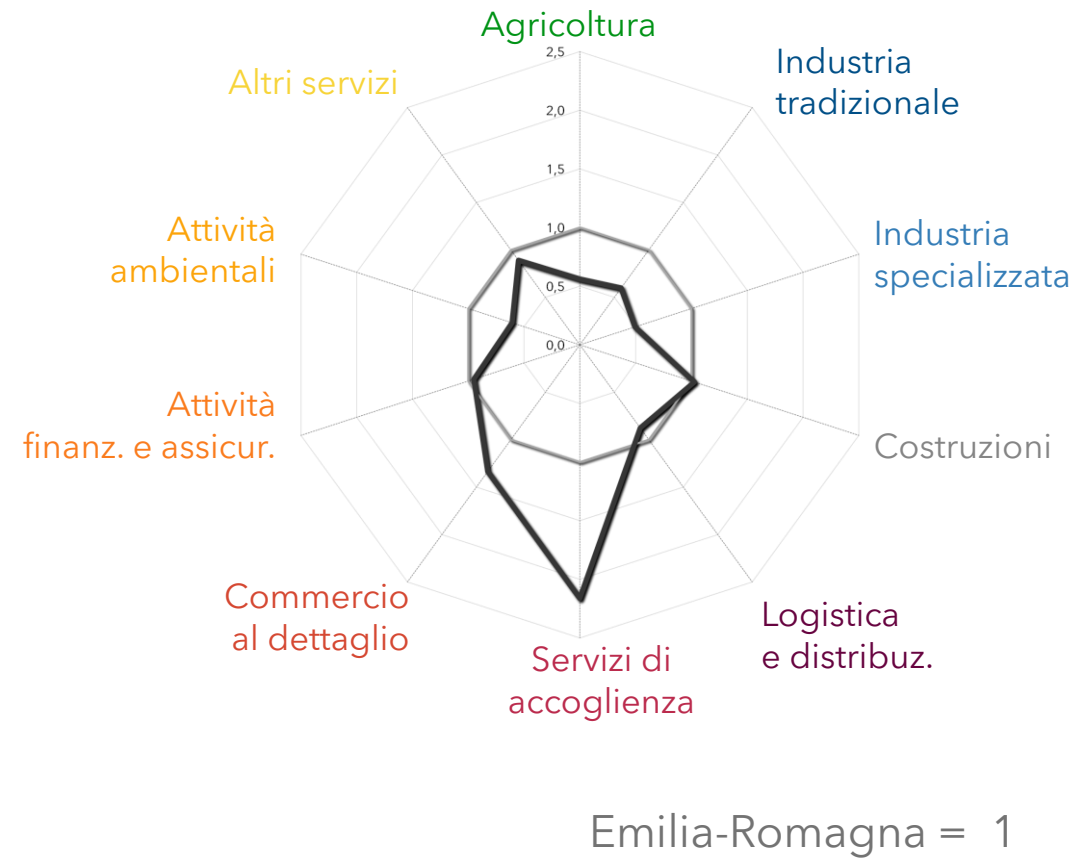 Agricoltura
2,5
2,0
1,5
1,0
0,5
0,0
Industria
tradizionale
Industria
specializzata
Costruzioni
Logistica
e distribuz.
Servizi di
accoglienza
Commercio
al dettaglio
Attività
finanz. e assicur.
Attività
ambientali
Altri servizi
Emilia-Romagna = 1